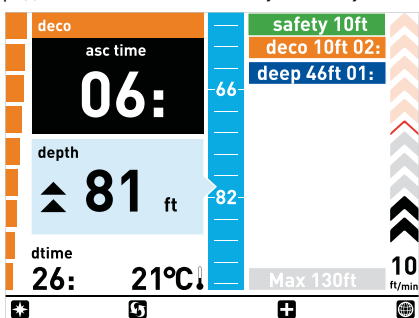 deco
asc time
06:
depth
81 ft
dtime
26: 21°C
66
82
safety 10ft
deco 10ft 02:
deep 46ft 01:
Max 130ft
10
ft/min